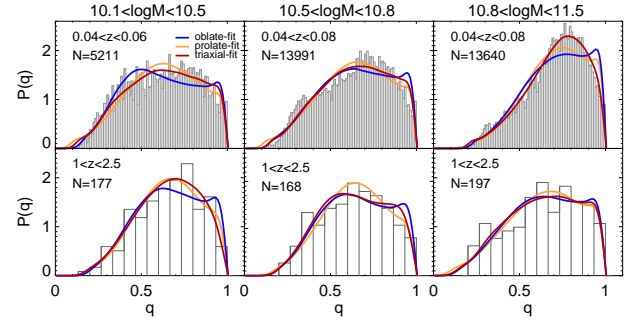 10.1<logM<10.5 10.5<logM<10.8 10.8<logM<11.5
0.04<z<0.06 oblate-fit 0.04<z<0.08 0.04<z<0.08
prolate-fit
N=5211 triaxial-fit N=13991 N=13640
2
P(q)
1
0
1<z<2.5 1<z<2.5 1<z<2.5
N=177 N=168 N=197
2
P(q)
1
0
0 0.5 1 0.5 1 0.5 1
q q q